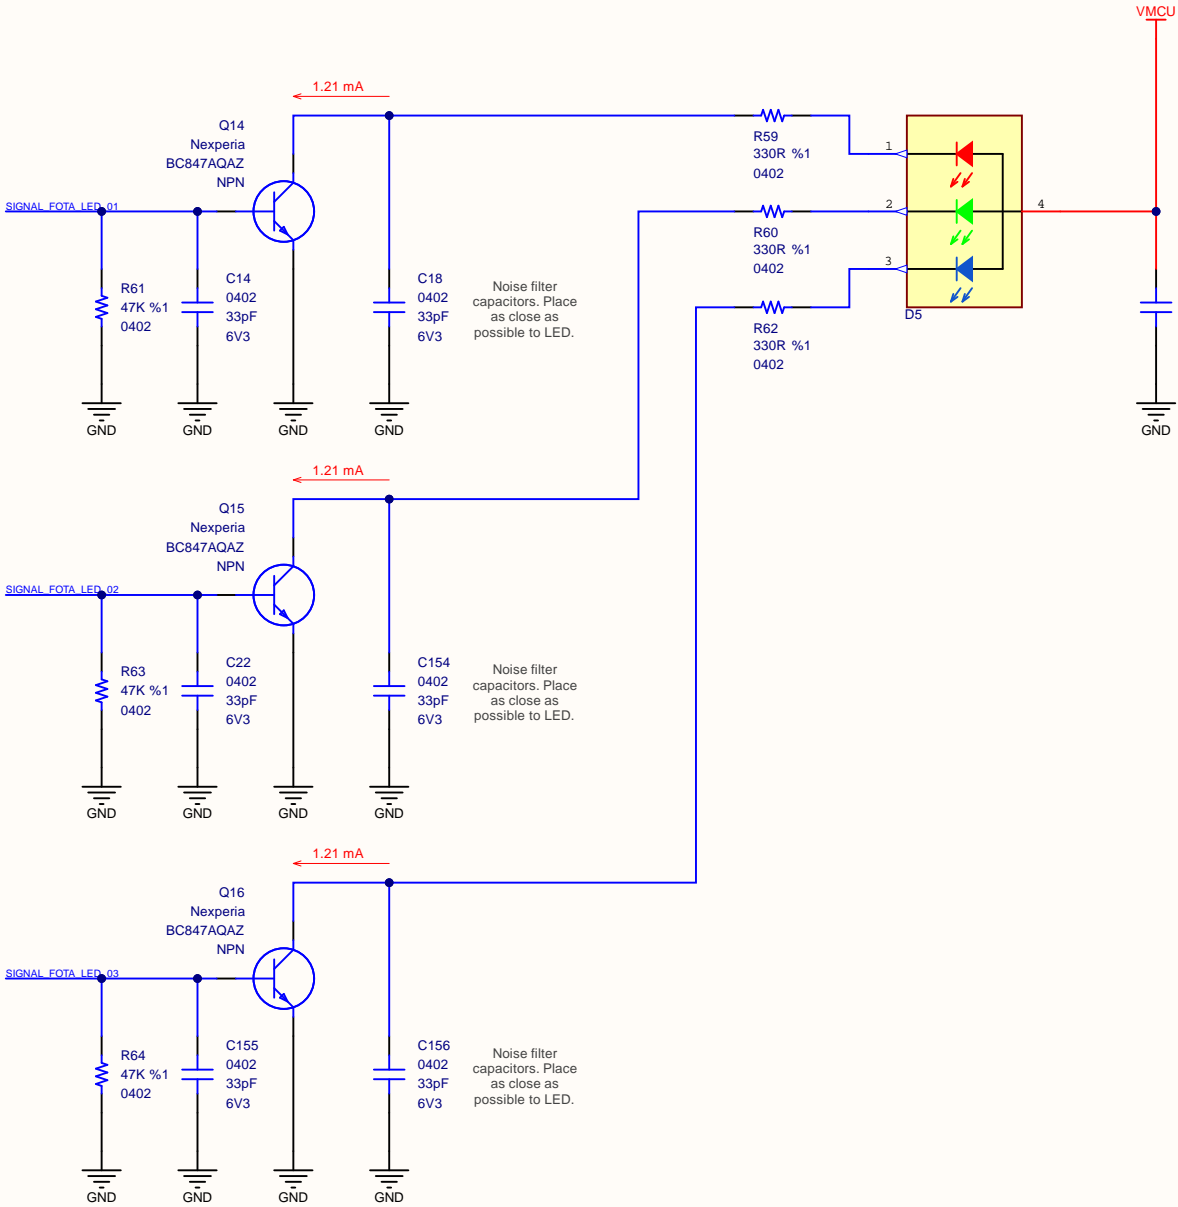 VMCU
1.21 mA
Q14
Nexperia
BC847AQAZ
NPN
SIGNAL_FOTA_LED_01
R61
47K %1
0402
C14
0402
33pF
6V3
C18
0402
33pF
6V3
Noise filter
capacitors. Place
as close as
possible to LED.
GND
GND
GND
GND
R59
330R %1
0402
R60
330R %1
0402
R62
330R %1
0402
1
2
3
4
D5
GND
1.21 mA
Q15
Nexperia
BC847AQAZ
NPN
SIGNAL_FOTA_LED_02
R63
47K %1
0402
C22
0402
33pF
6V3
C154
0402
33pF
6V3
Noise filter
capacitors. Place
as close as
possible to LED.
GND
GND
GND
GND
1.21 mA
Q16
Nexperia
BC847AQAZ
NPN
SIGNAL_FOTA_LED_03
R64
47K %1
0402
C155
0402
33pF
6V3
C156
0402
33pF
6V3
Noise filter
capacitors. Place
as close as
possible to LED.
GND
GND
GND
GND